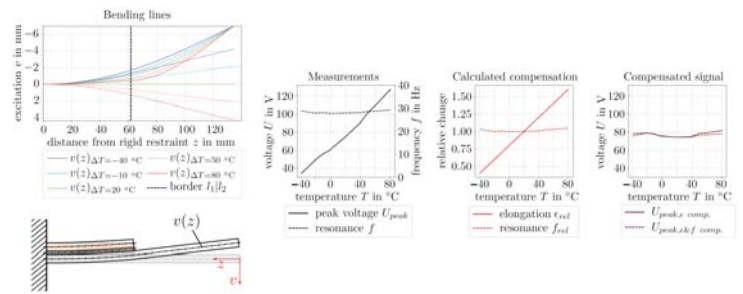 Bending lines
excitation v in mm
−6
−4
−2
0
2
4
0 20 40 60 80 100 120
distance from rigid restraint z in mm
v(z)ΔT=−40 °C
v(z)ΔT=−10 °C
v(z)ΔT=20 °C
v(z)ΔT=50 °C
v(z)ΔT=80 °C
border l₁|l₂
v(z)
z
v
Measurements
voltage U in V
120
100
80
60
40
frequency f in Hz
40
30
20
10
0
−40 0 40 80
temperature T in °C
peak voltage Upeak
resonance f
Calculated compensation
relative change
1.50
1.25
1.00
0.75
0.50
−40 0 40 80
temperature T in °C
elongation ϵrel
resonance frel
Compensated signal
voltage U in V
120
100
80
60
40
−40 0 40 80
temperature T in °C
Upeak,ϵ comp.
Upeak,ϵ&f comp.